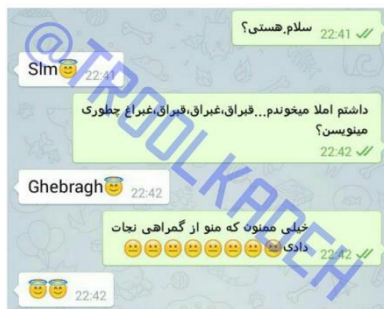 سلام.هستی؟ 22:41
Slm😇 22:41
داشتم املا میخوندم...قبراق،غبراق،قبراق،غبراغ چطوری
مینویسن؟
22:42
Ghebragh😇 22:42
خیلی ممنون که منو از گمراهی نجات
دادی😐😐😐😐😐😐😐😐 22:42
😇😇 22:42
@TROOLKADEH